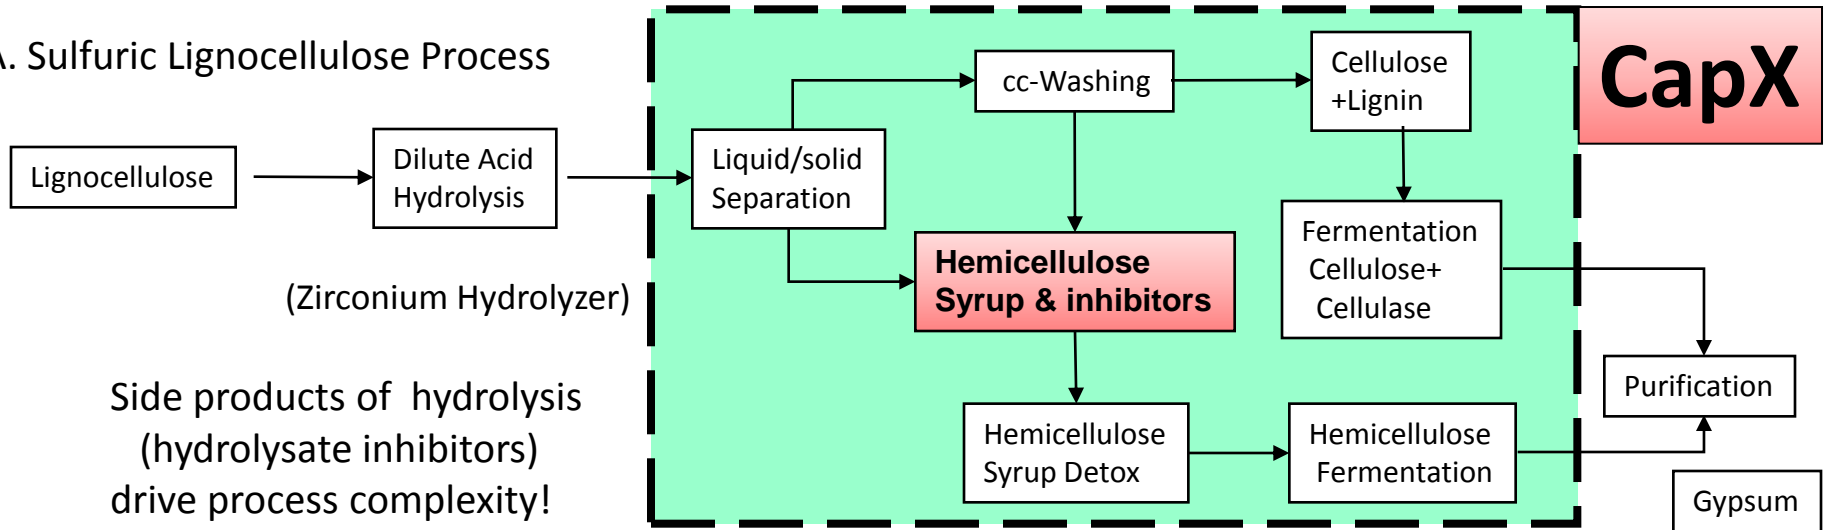 A. Sulfuric Lignocellulose Process
CapX
cc-Washing
Cellulose
+Lignin
Lignocellulose
Dilute Acid
Hydrolysis
Liquid/solid
Separation
Fermentation
Cellulose+
Cellulase
Hemicellulose
Syrup & inhibitors
(Zirconium Hydrolyzer)
Purification
Side products of hydrolysis
(hydrolysate inhibitors)
drive process complexity!
Hemicellulose
Syrup Detox
Hemicellulose
Fermentation
Gypsum